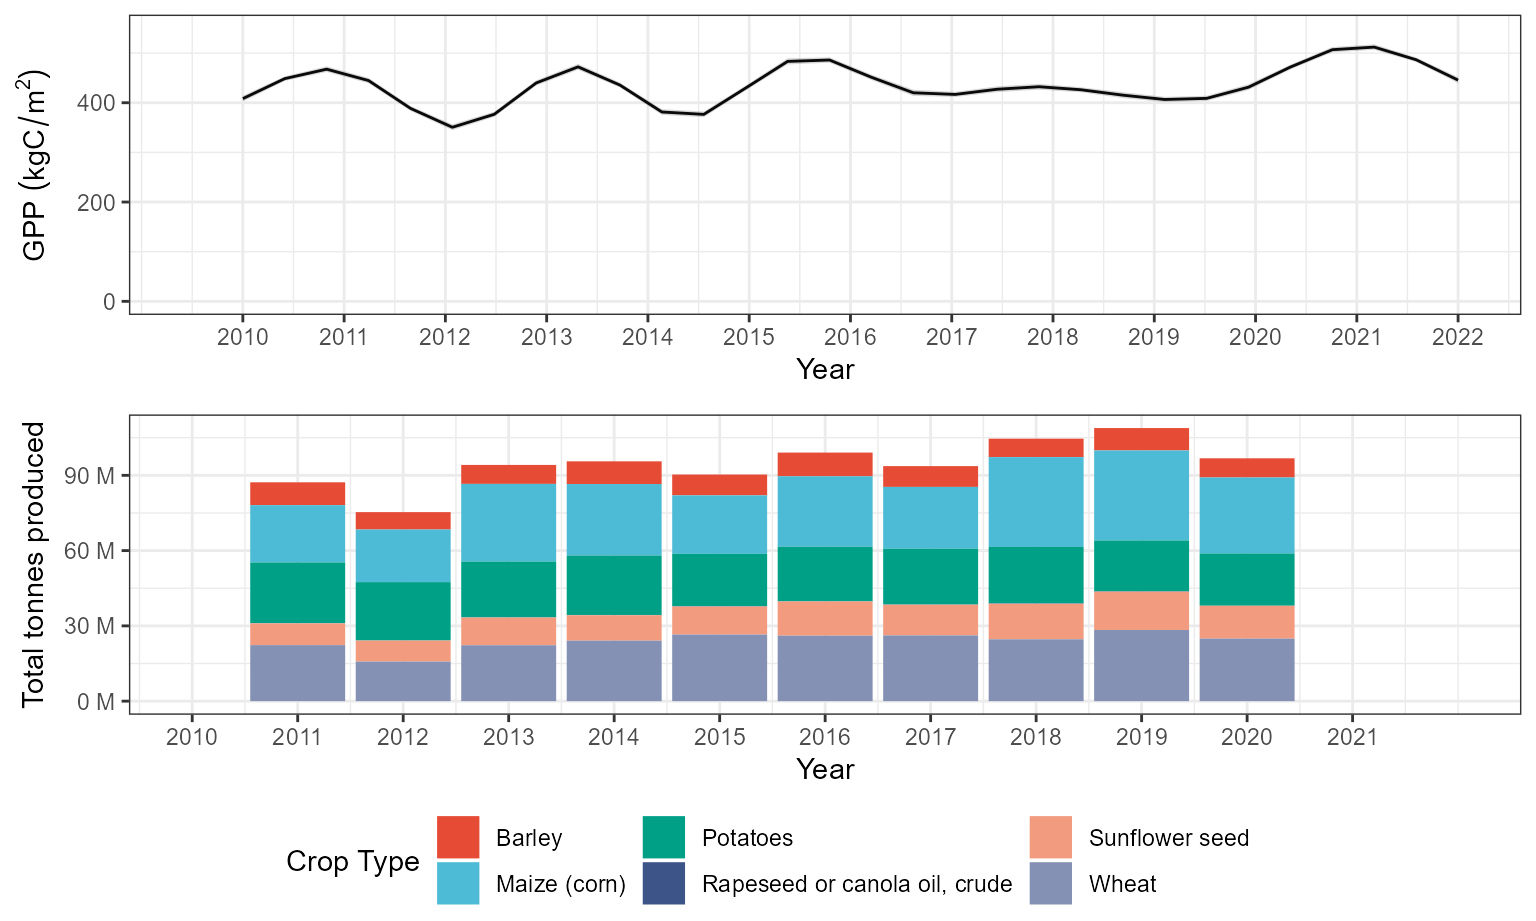 GPP (kgC/m²)
400
200
0
2010 2011 2012 2013 2014 2015 2016 2017 2018 2019 2020 2021 2022
Year
Total tonnes produced
90 M
60 M
30 M
0 M
2010 2011 2012 2013 2014 2015 2016 2017 2018 2019 2020 2021
Year
Crop Type
Barley Potatoes Sunflower seed
Maize (corn) Rapeseed or canola oil, crude Wheat